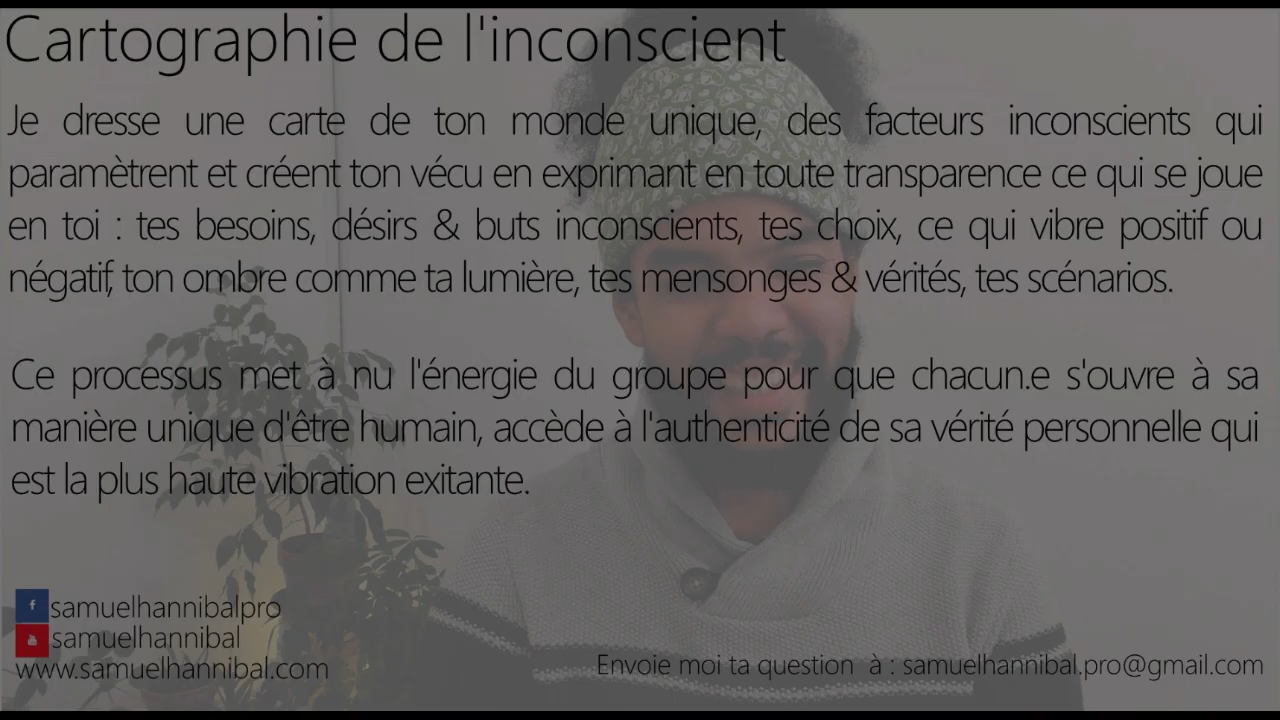 Cartographie de l'inconscient
Je dresse une carte de ton monde unique, des facteurs inconscients qui
paramètrent et créent ton vécu en exprimant en toute transparence ce qui se joue
en toi : tes besoins, désirs & buts inconscients, tes choix, ce qui vibre positif ou
négatif, ton ombre comme ta lumière, tes mensonges & vérités, tes scénarios.
Ce processus met à nu l'énergie du groupe pour que chacun.e s'ouvre à sa
manière unique d'être humain, accède à l'authenticité de sa vérité personnelle qui
est la plus haute vibration exitante.
samuelhannibalpro
samuelhannibal
www.samuelhannibal.com
Envoie moi ta question à : samuelhannibal.pro@gmail.com